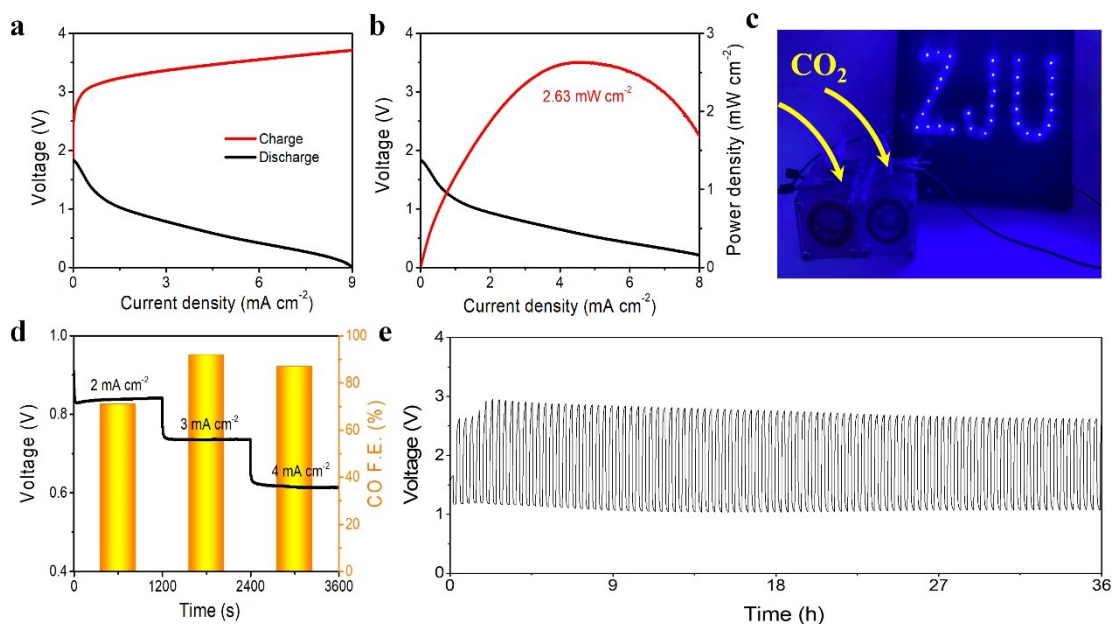 a
4
3
2
1
0
Voltage (V)
Charge
Discharge
0
3
6
9
Current density (mA cm⁻²)
b
4
3
2
1
0
Voltage (V)
2.63 mW cm⁻²
3
2
1
0
Power density (mW cm⁻²)
0
2
4
6
8
Current density (mA cm⁻²)
c
CO₂
ZJU
d
1.0
0.8
0.6
0.4
Voltage (V)
2 mA cm⁻²
3 mA cm⁻²
4 mA cm⁻²
100
80
60
40
20
0
CO F.E. (%)
0
1200
2400
3600
Time (s)
e
4
3
2
1
0
Voltage (V)
0
9
18
27
36
Time (h)